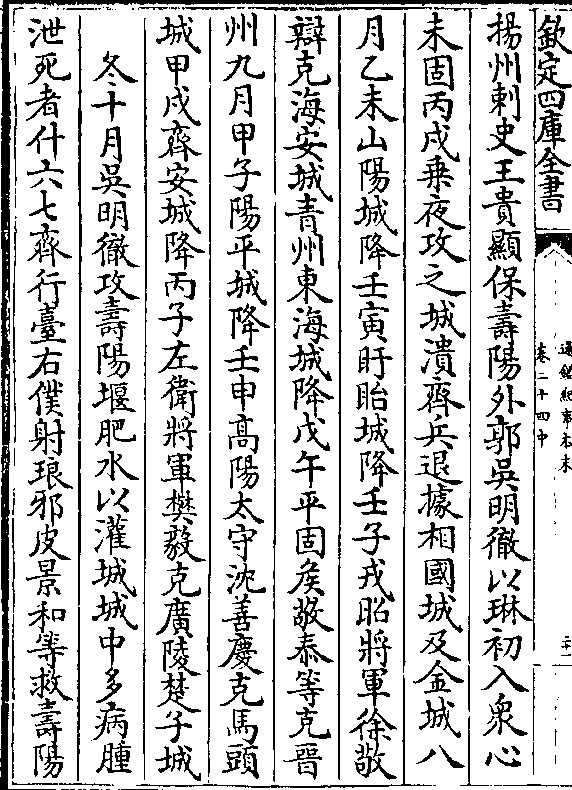 欽定四庫全書
通鑑紀事本末
卷二十四中
揚州刺史王貴顯保壽陽外郭吳明徹以琳初入衆心
未固丙戌乗夜攻之城潰齊兵退據相國城及金城八
月乙未山陽城降壬寅盱眙城降壬子戎昭將軍徐敬
辯克海安城青州東海城降戊午平固侯敬泰等克晉
州九月甲子陽平城降壬申髙陽太守沈善慶克馬頭
城甲戌齊安城降丙子左衛將軍樊毅克廣陵楚子城
冬十月吳明徹攻壽陽堰肥水以灌城城中多病腫
泄死者什六七齊行臺右僕射琅邪皮景和等救壽陽